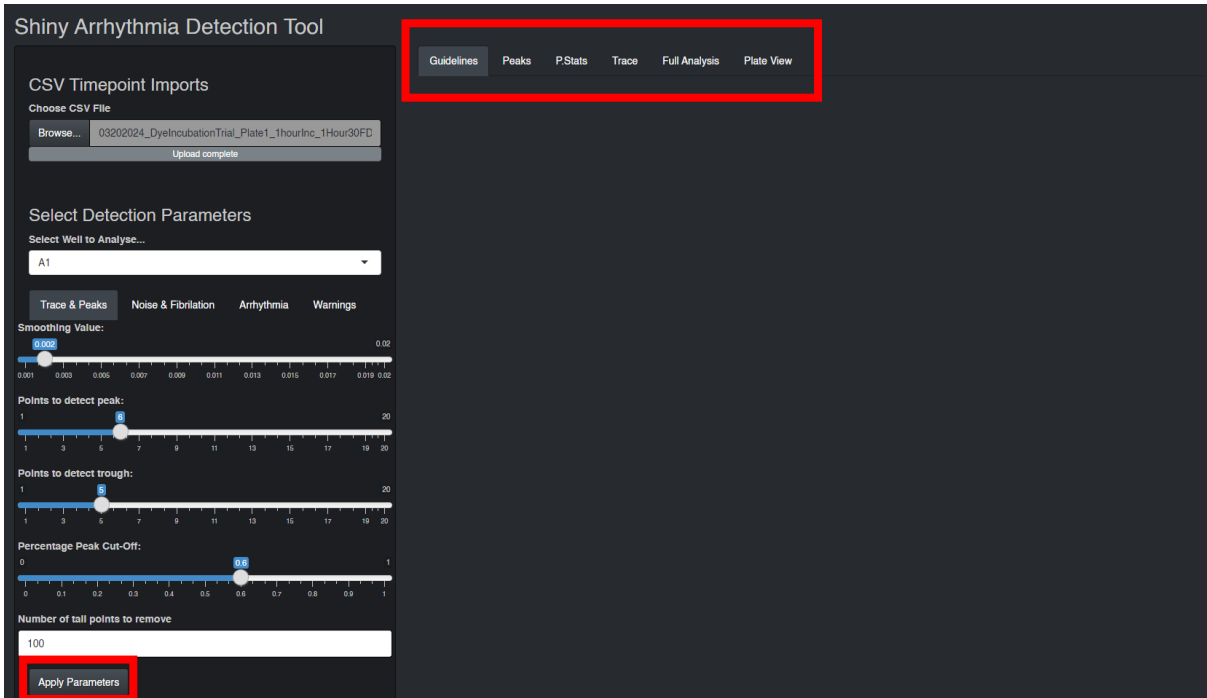 Shiny Arrhythmia Detection Tool
Guidelines Peaks P.Stats Trace Full Analysis Plate View
CSV Timepoint Imports
Choose CSV File
Browse... 03202024_DyeIncubationTrial_Plate1_1hourInc_1Hour30FD
Upload complete
Select Detection Parameters
Select Well to Analyse...
A1
Trace & Peaks Noise & Fibrilation Arrhythmia Warnings
Smoothing Value:
0.002 0.02
0.001 0.003 0.005 0.007 0.009 0.011 0.013 0.015 0.017 0.019 0.02
Points to detect peak:
1 6 20
1 3 5 7 9 11 13 15 17 19 20
Points to detect trough:
1 5 20
1 3 5 7 9 11 13 15 17 19 20
Percentage Peak Cut-Off:
0 0.6 1
0 0.1 0.2 0.3 0.4 0.5 0.6 0.7 0.8 0.9 1
Number of tail points to remove
100
Apply Parameters